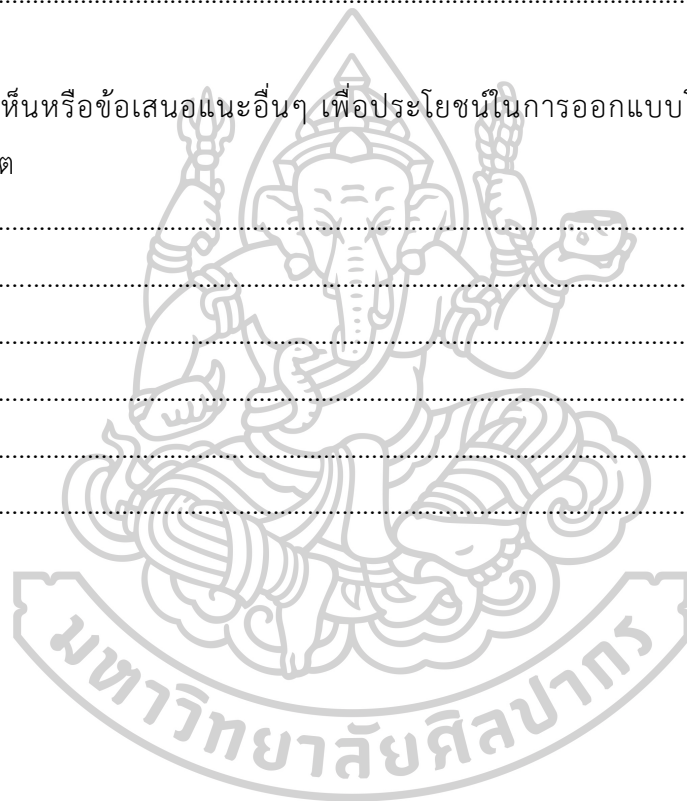 เห็นหรือข้อเสนอแนะอื่นๆ เพื่อประโยชน์ในการออกแบบ
ต
มหาวิทยาลัยศิลปากร